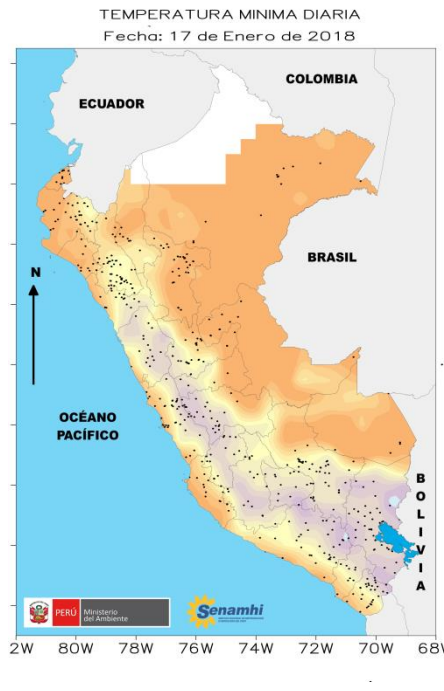 TEMPERATURA MINIMA DIARIA
Fecha: 17 de Enero de 2018
COLOMBIA
ECUADOR
BRASIL
N
OCÉANO
PACÍFICO
B
O
L
I
V
I
A
PERÚ Ministerio
del Ambiente
Senamhi
2W 80W 78W 76W 74W 72W 70W 68W